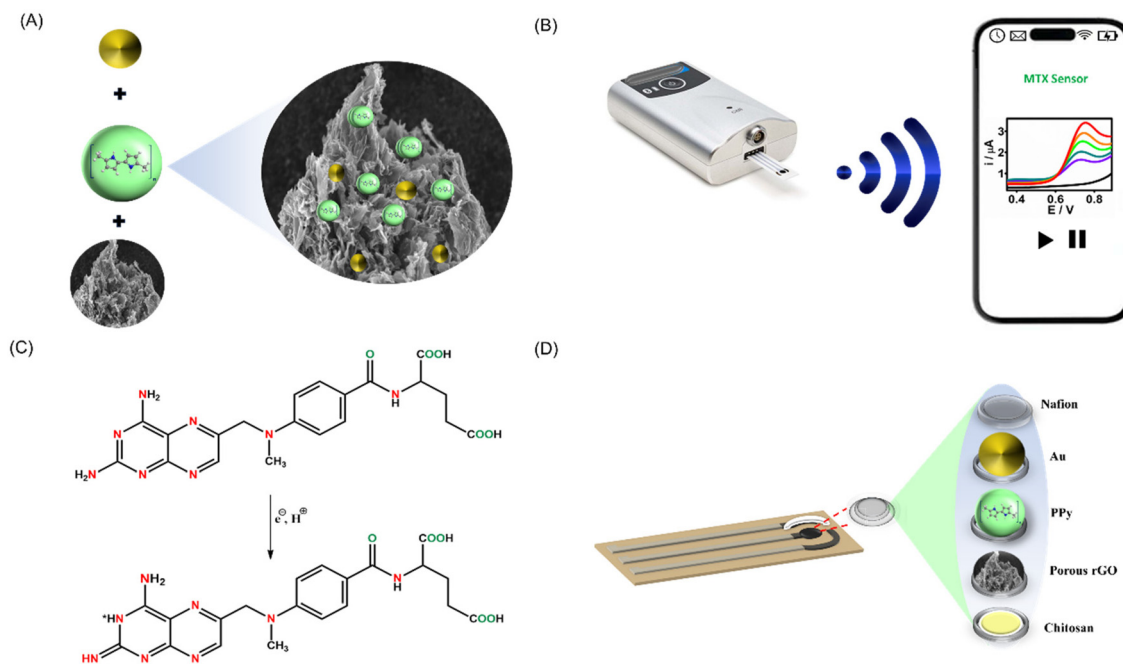 (A)
+
+
n
(B)
MTX Sensor
i / μA
3
2
1
0.4
0.6
0.8
E / V
(C)
NH2
N
N
H2N
N
N
N
CH3
O
N
H
COOH
COOH
e⊖, H⊕
NH2
*HN
N
HN
N
N
N
CH3
O
N
H
COOH
COOH
(D)
Nafion
Au
PPy
Porous rGO
Chitosan